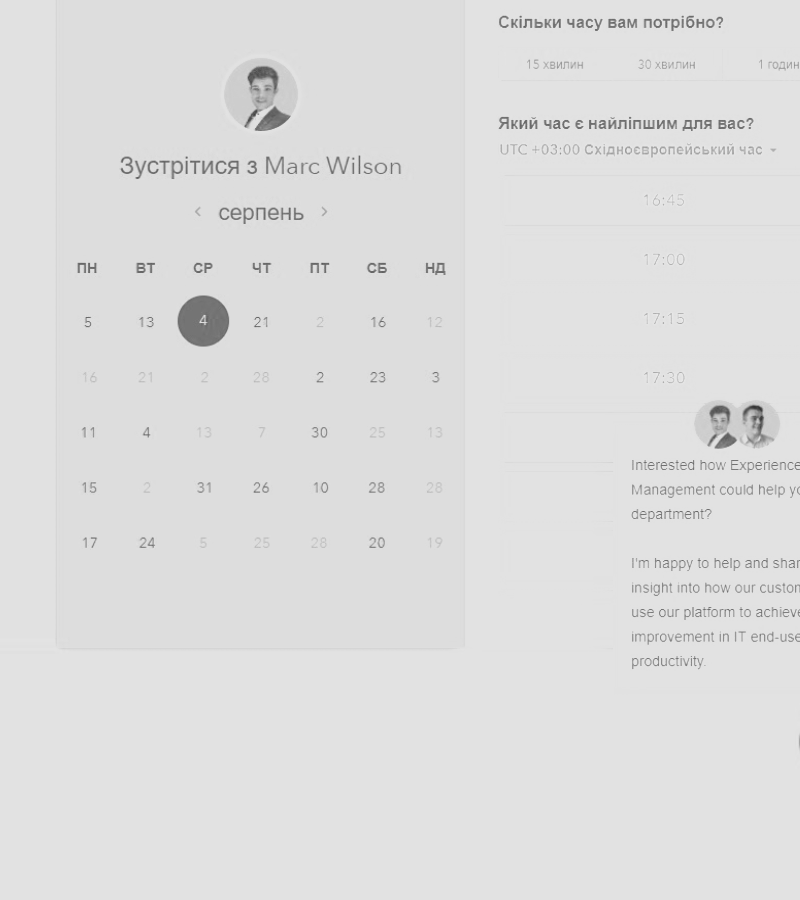 Зустрітися з Marc Wilson
серпень
ПН ВТ СР ЧТ ПТ СБ НД
5 13 4 21 2 16 12
16 21 2 28 2 23 3
11 4 13 7 30 25 13
15 2 31 26 10 28 28
17 24 5 25 28 20 19
Скільки часу вам потрібно?
15 хвилин 30 хвилин 1 годин
Який час є найліпшим для вас?
UTC +03:00 Східноєвропейський час
16:45
17:00
17:15
17:30
Interested how Experience
Management could help yo
department?
I'm happy to help and shar
insight into how our custon
use our platform to achieve
improvement in IT end-use
productivity.